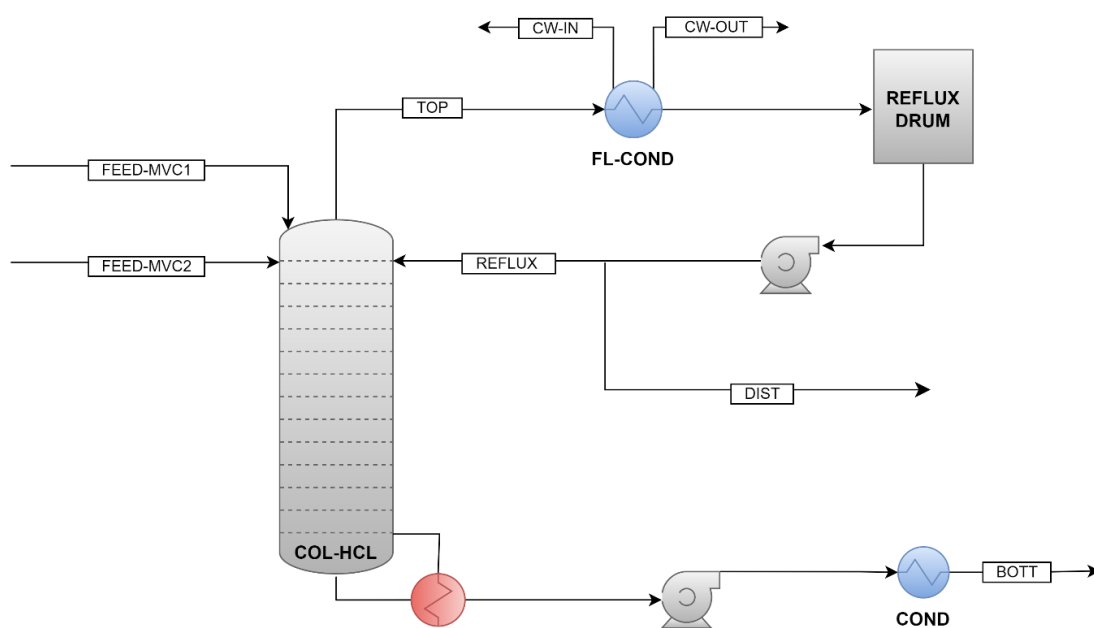 CW-IN
CW-OUT
TOP
REFLUX
DRUM
FL-COND
FEED-MVC1
FEED-MVC2
REFLUX
DIST
COL-HCL
BOTT
COND